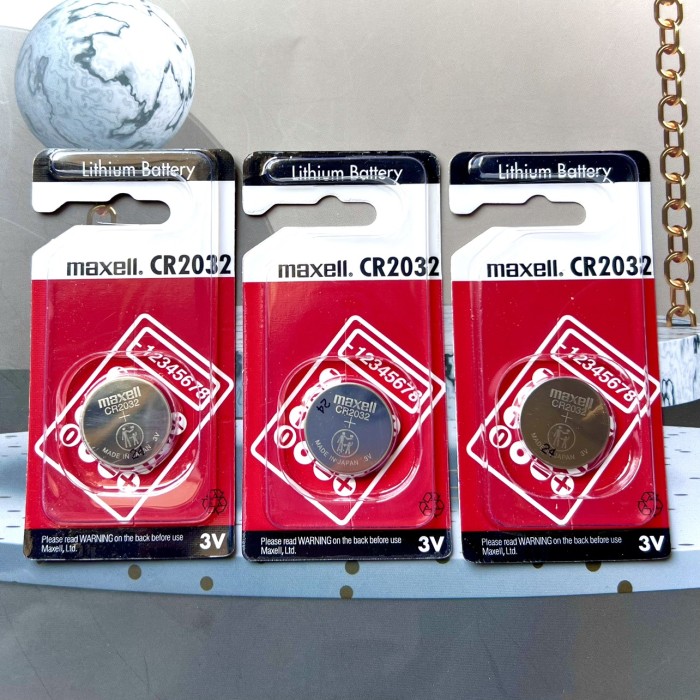 Lithium Battery
maxell. CR2032
12345678
maxell
CR2032
+
MADE IN JAPAN 3V
Please read WARNING on the back before use
Maxell, Ltd.
3V
Lithium Battery
maxell. CR2032
12345678
24
maxell
CR2032
+
MADE IN JAPAN 3V
Please read WARNING on the back before use
Maxell, Ltd.
3V
Lithium Battery
maxell. CR2032
12345678
maxell
CR2032
+
24
3V
Please read WARNING on the back before use
Maxell, Ltd.
3V